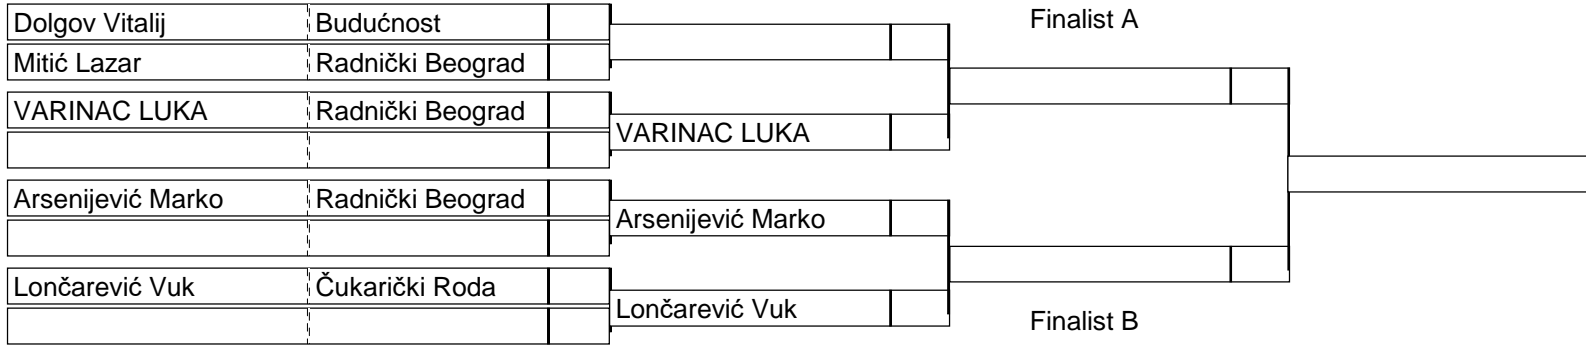 Dolgov Vitalij Budućnost
Mitić Lazar Radnički Beograd
VARINAC LUKA Radnički Beograd
Arsenijević Marko Radnički Beograd
Lončarević Vuk Čukarički Roda
VARINAC LUKA
Arsenijević Marko
Lončarević Vuk
Finalist A
Finalist B